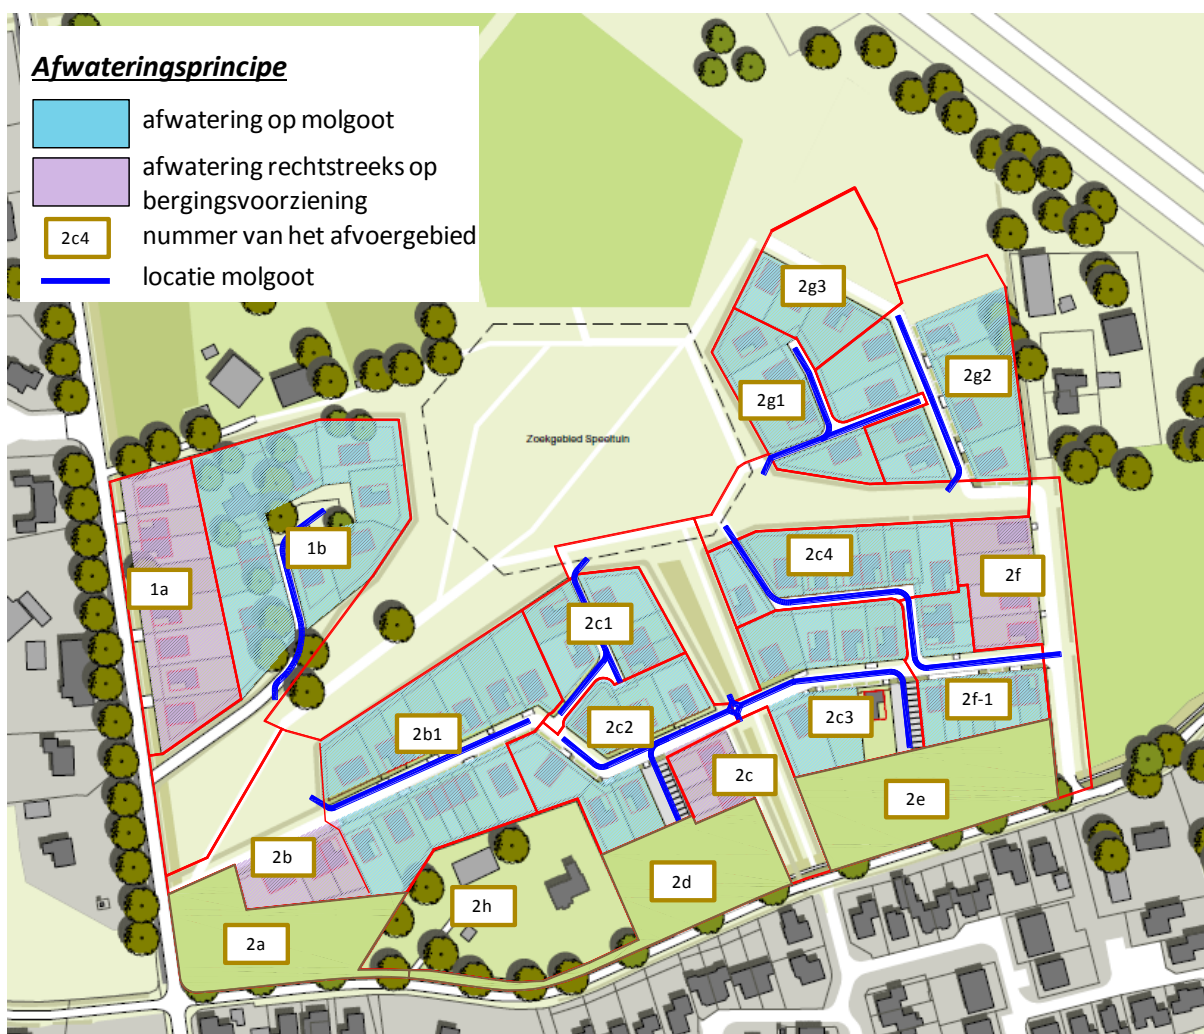 Afwateringsprincipe
afwatering op molgoot
afwatering rechtstreeks op
bergingsvoorziening
2c4
nummer van het afvoergebied
locatie molgoot
2g3
2g2
2g1
Zoekgebied Speeltuin
1b
2c4
2f
1a
2c1
2f-1
2c3
2b1
2c2
2c
2e
2b
2d
2h
2a